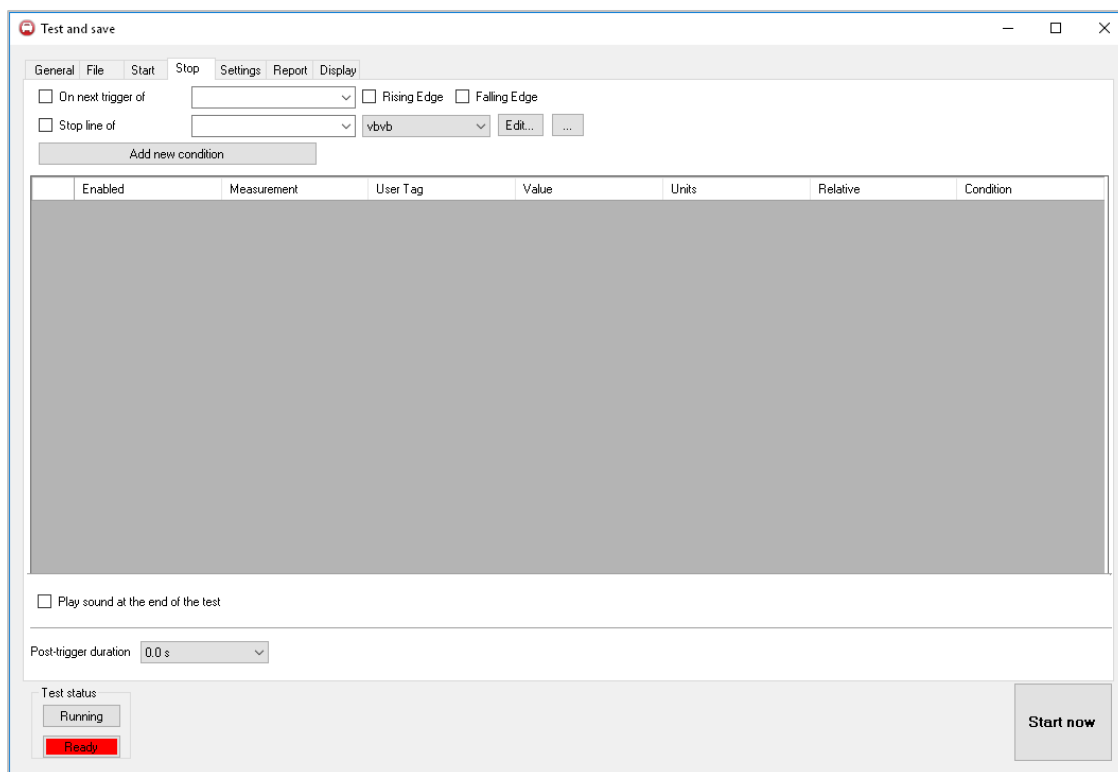 Test and save
General File Start Stop Settings Report Display
On next trigger of Rising Edge Falling Edge
Stop line of vbvb Edit... ...
Add new condition
Enabled Measurement User Tag Value Units Relative Condition
Play sound at the end of the test
Post-trigger duration 0.0 s
Test status
Running
Ready
Start now